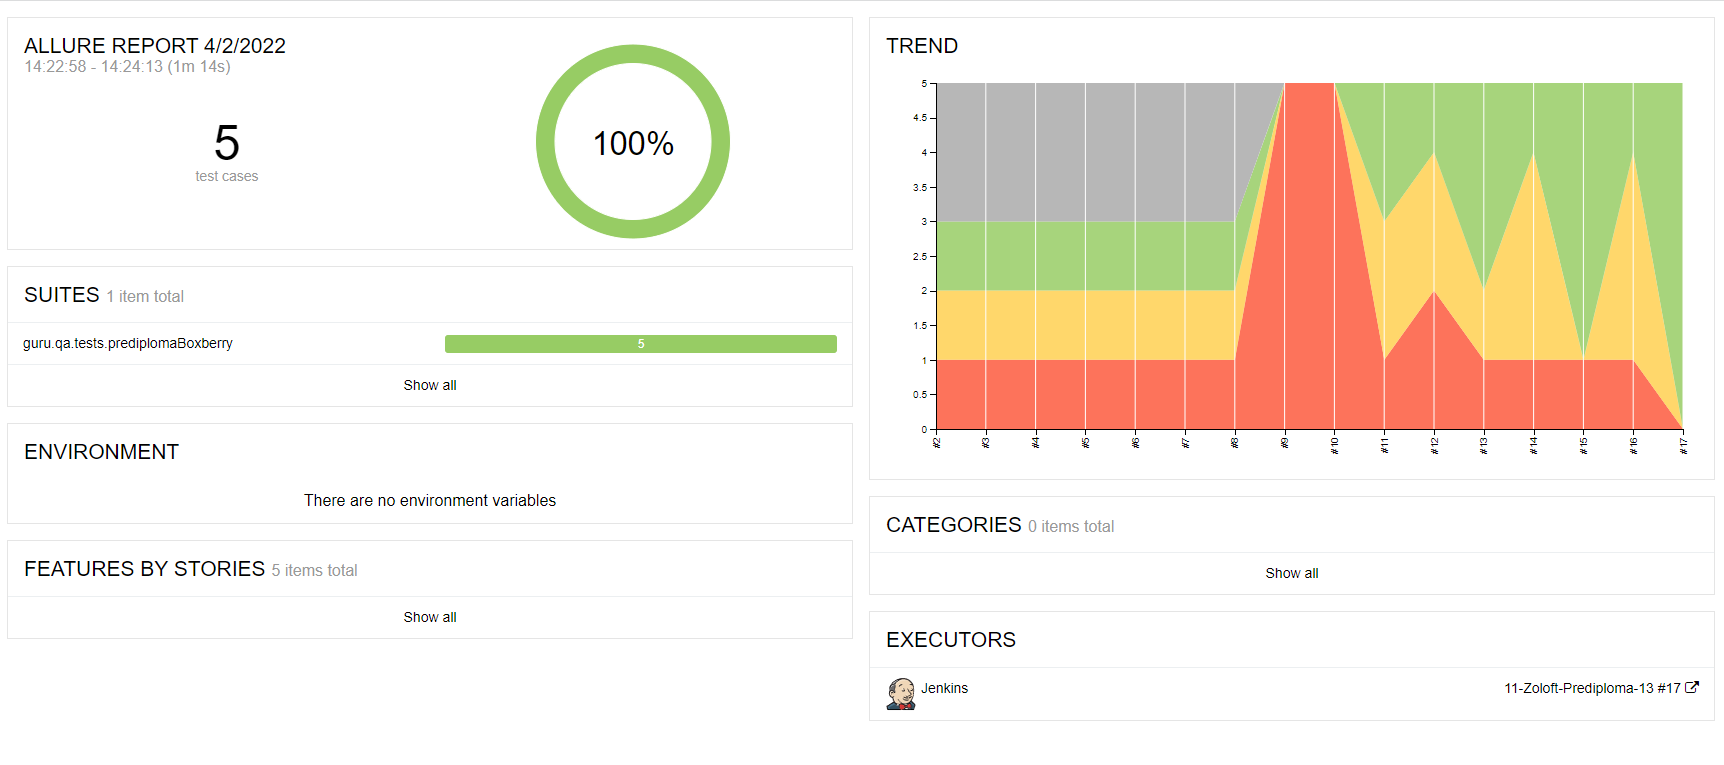 ALLURE REPORT 4/2/2022
14:22:58 - 14:24:13 (1m 14s)
5
test cases
100%
SUITES 1 item total
guru.qa.tests.prediplomaBoxberry
5
Show all
ENVIRONMENT
There are no environment variables
FEATURES BY STORIES 5 items total
Show all
TREND
5
4.5
4
3.5
3
2.5
2
1.5
1
0.5
0
#2
#3
#4
#5
#6
#7
#8
#9
#10
#11
#12
#13
#14
#15
#16
#17
CATEGORIES 0 items total
Show all
EXECUTORS
Jenkins
11-Zoloft-Prediploma-13 #17